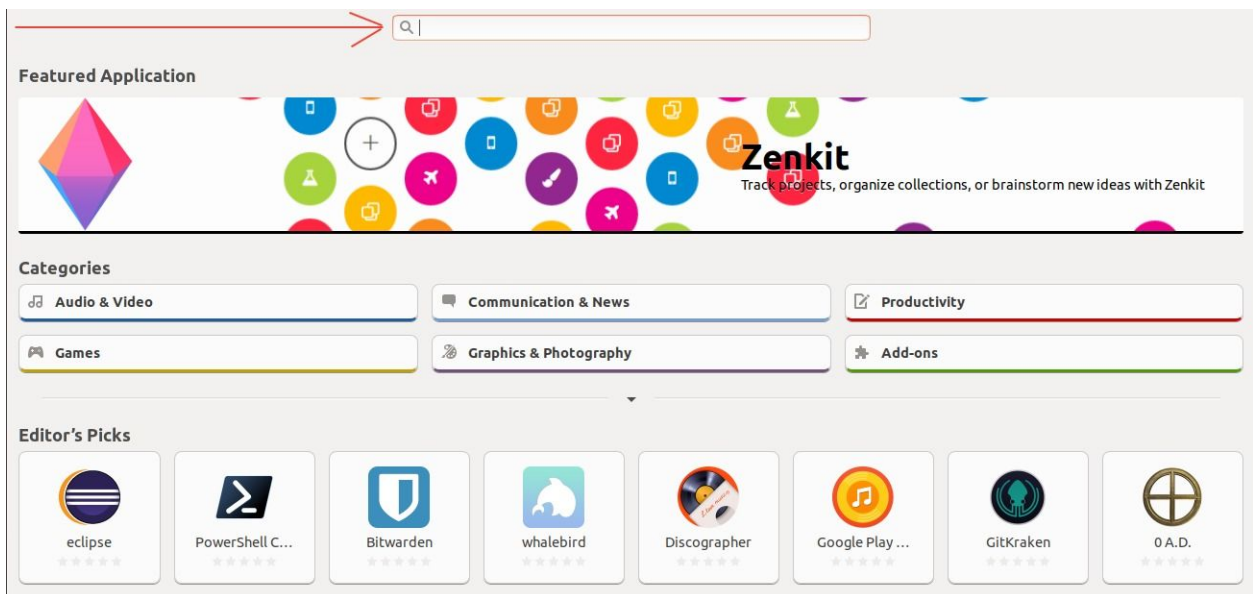 Featured Application
Zenkit
Track projects, organize collections, or brainstorm new ideas with Zenkit
Categories
Audio & Video
Communication & News
Productivity
Games
Graphics & Photography
Add-ons
Editor’s Picks
eclipse
PowerShell C...
Bitwarden
whalebird
Discographer
Google Play ...
GitKraken
0 A.D.